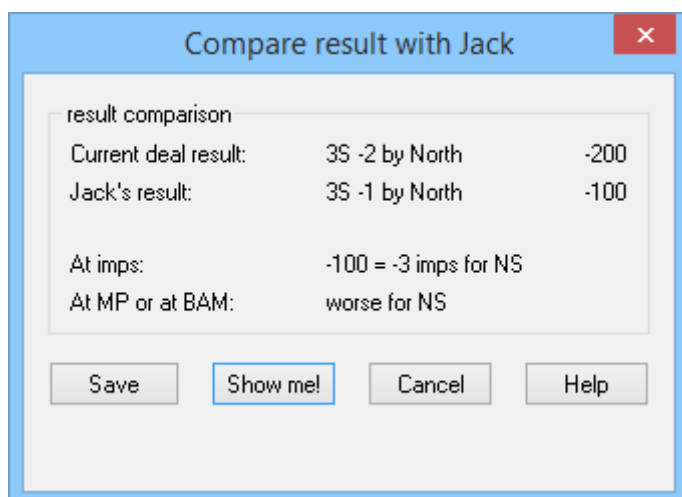 Compare result with Jack
result comparison
Current deal result: 3S -2 by North -200
Jack's result: 3S -1 by North -100
At imps: -100 = -3 imps for NS
At MP or at BAM: worse for NS
Save Show me! Cancel Help